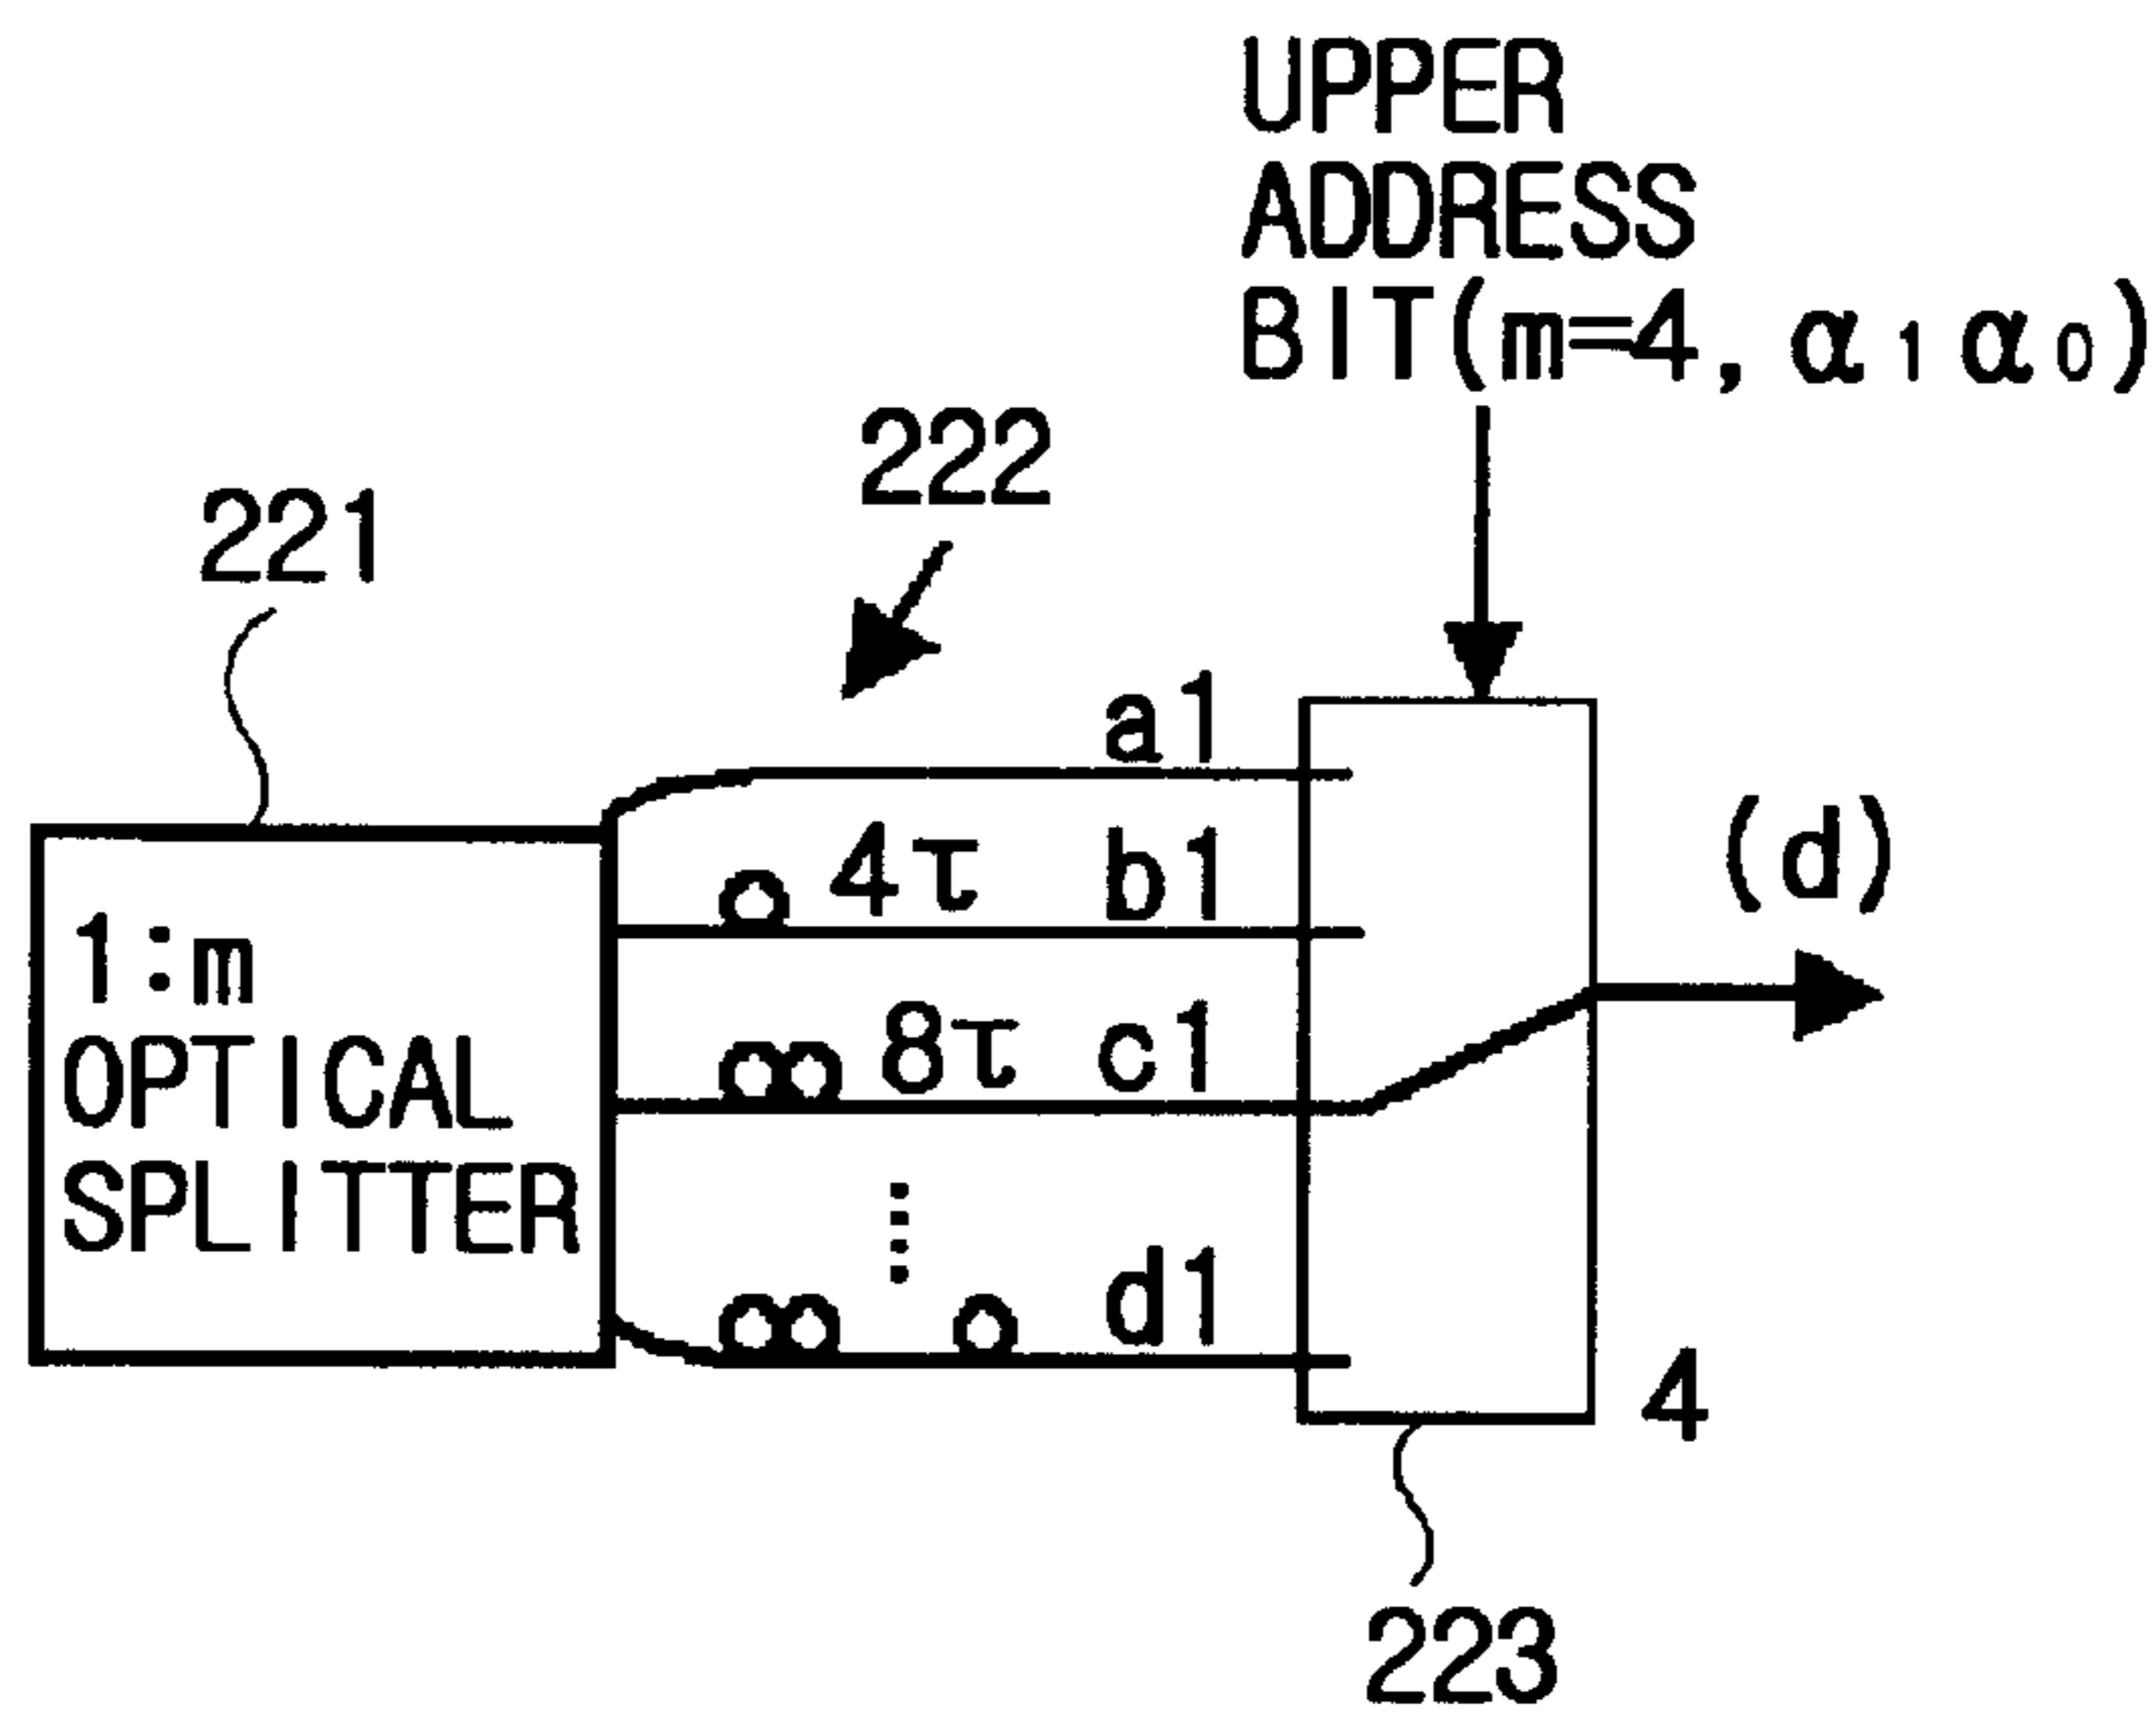 UPPER
ADDRESS
BIT(m=4, α₁α₀)
222
221
a1
4τ b1
(d)
1:m
OPTICAL
SPLITTER
8τ c1
d1
4
223